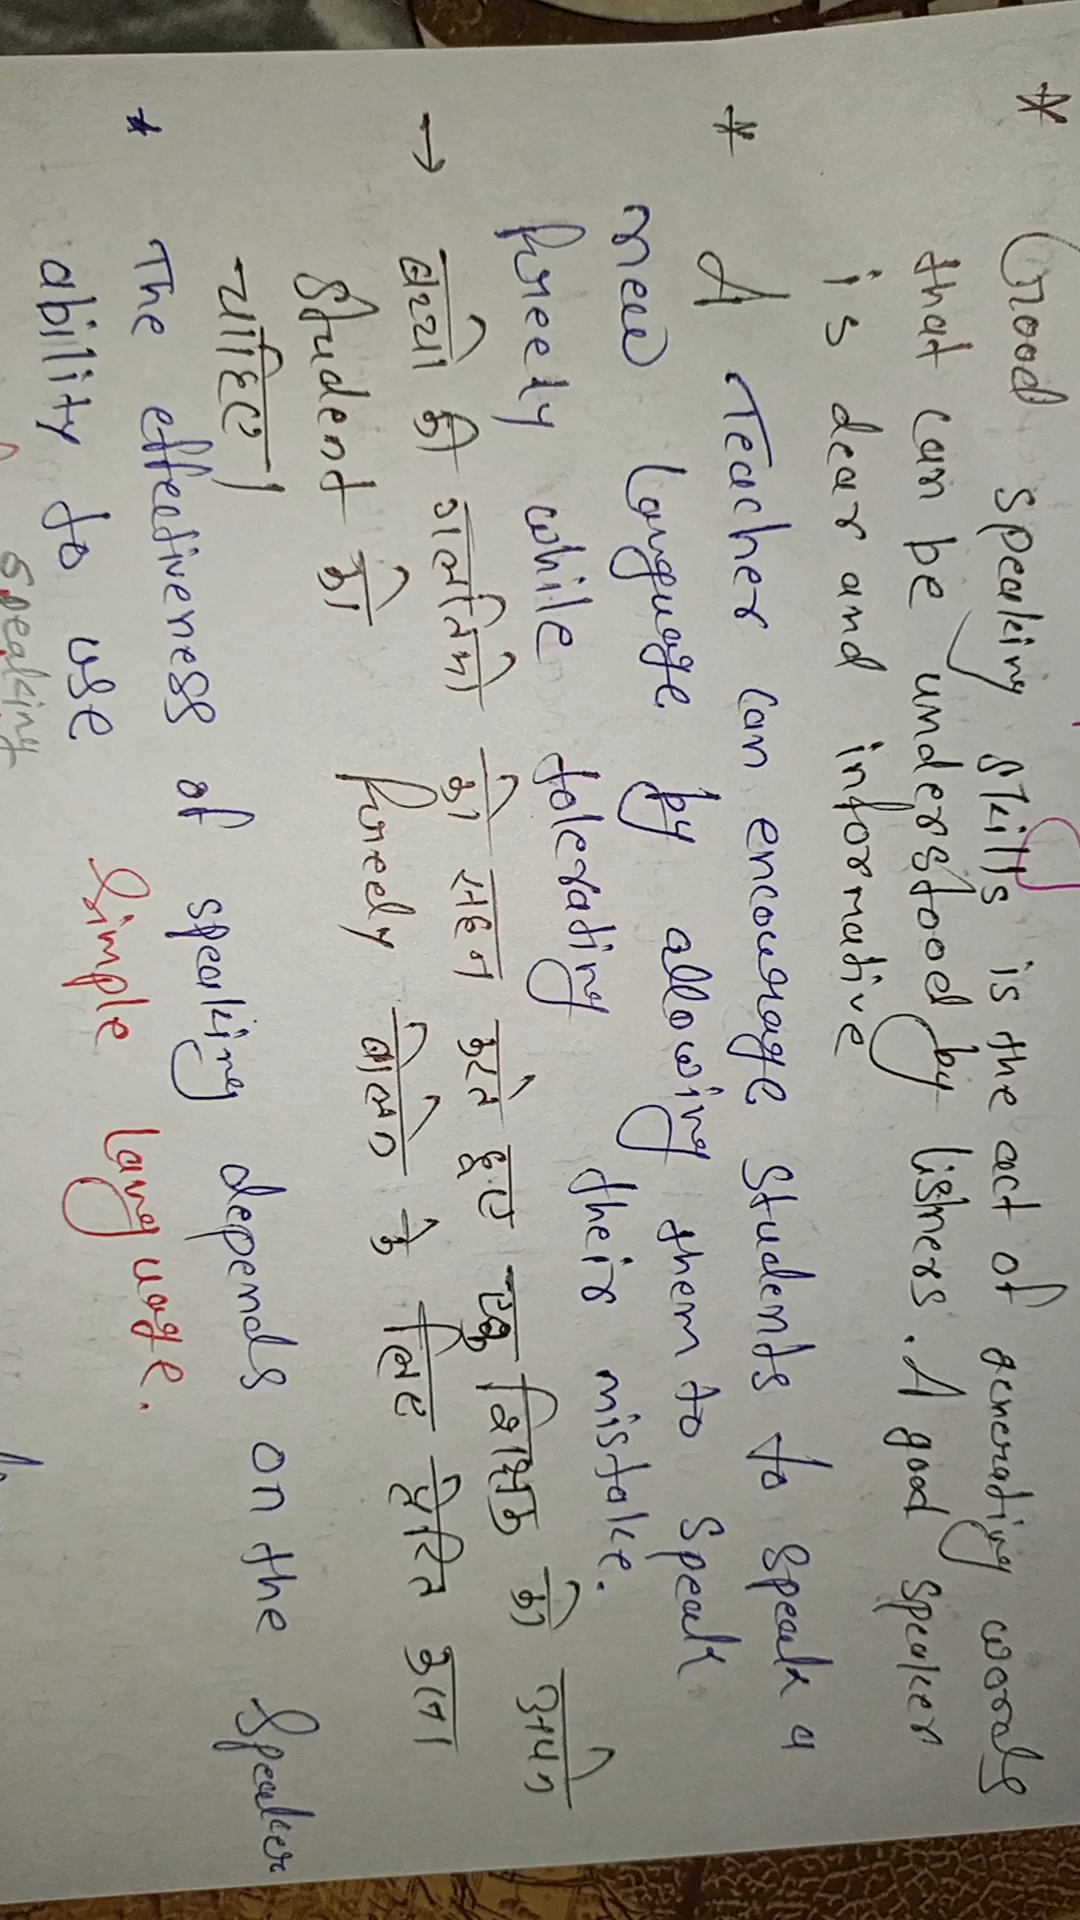 * Good speaking skills is the act of generating words
that can be understood by listners. A good speaker
is clear and informative
* A Teacher can encourage students to speak a
new language by allowing them to speak
freely while tolerating their mistake.
→ बच्चो की गलतियो को सहन करते हुए एक शिक्षक को अपने
student को freely बोलने के लिए प्रेरित करना
चाहिए।
* The effectiveness of speaking depends on the speaker
ability to use simple language.
speaking